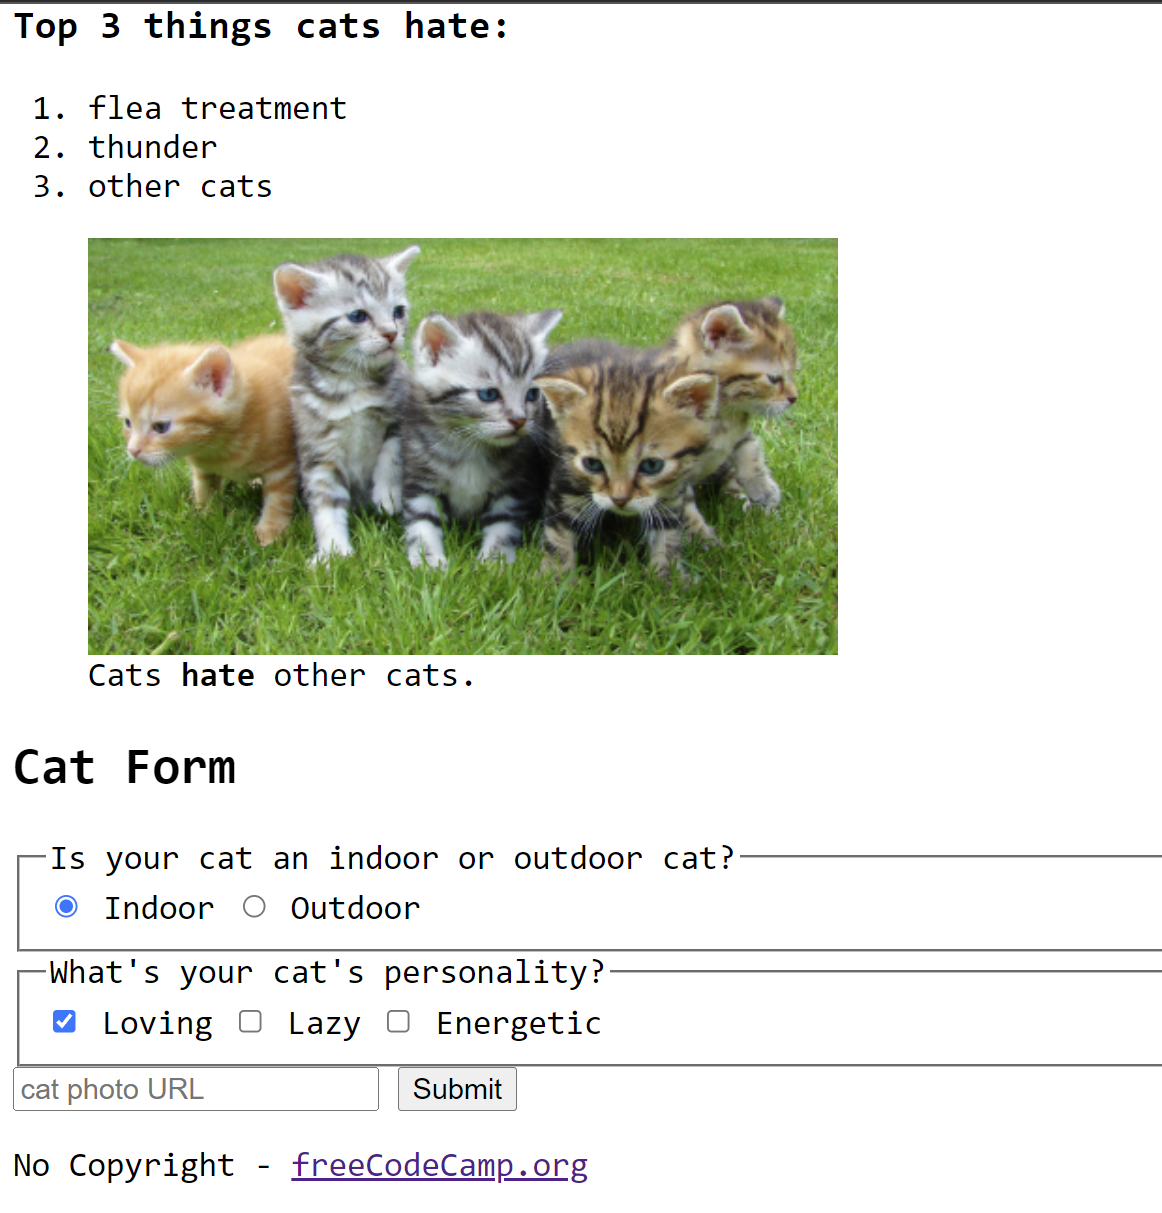 Top 3 things cats hate:
1. flea treatment
2. thunder
3. other cats
Cats hate other cats.
Cat Form
Is your cat an indoor or outdoor cat?
Indoor Outdoor
What's your cat's personality?
Loving Lazy Energetic
cat photo URL Submit
No Copyright - freeCodeCamp.org